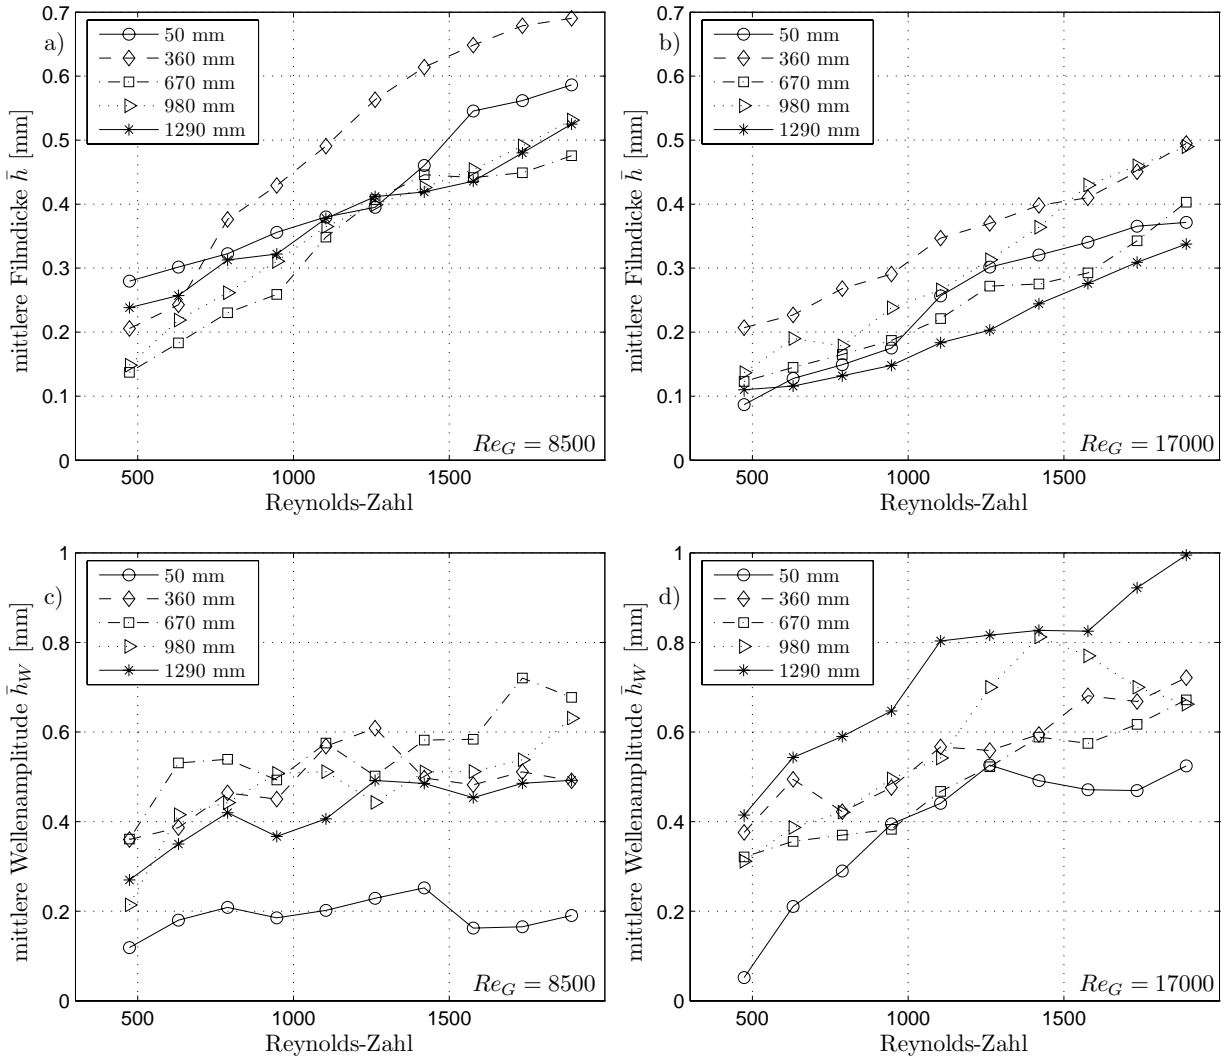 a)
50 mm
360 mm
670 mm
980 mm
1290 mm
mittlere Filmdicke h̄ [mm]
0.7
0.6
0.5
0.4
0.3
0.2
0.1
0
500
1000
1500
Re_G = 8500
Reynolds-Zahl
b)
50 mm
360 mm
670 mm
980 mm
1290 mm
mittlere Filmdicke h̄ [mm]
0.7
0.6
0.5
0.4
0.3
0.2
0.1
0
500
1000
1500
Re_G = 17000
Reynolds-Zahl
c)
50 mm
360 mm
670 mm
980 mm
1290 mm
mittlere Wellenamplitude h̄_W [mm]
1
0.8
0.6
0.4
0.2
0
500
1000
1500
Re_G = 8500
Reynolds-Zahl
d)
50 mm
360 mm
670 mm
980 mm
1290 mm
mittlere Wellenamplitude h̄_W [mm]
1
0.8
0.6
0.4
0.2
0
500
1000
1500
Re_G = 17000
Reynolds-Zahl